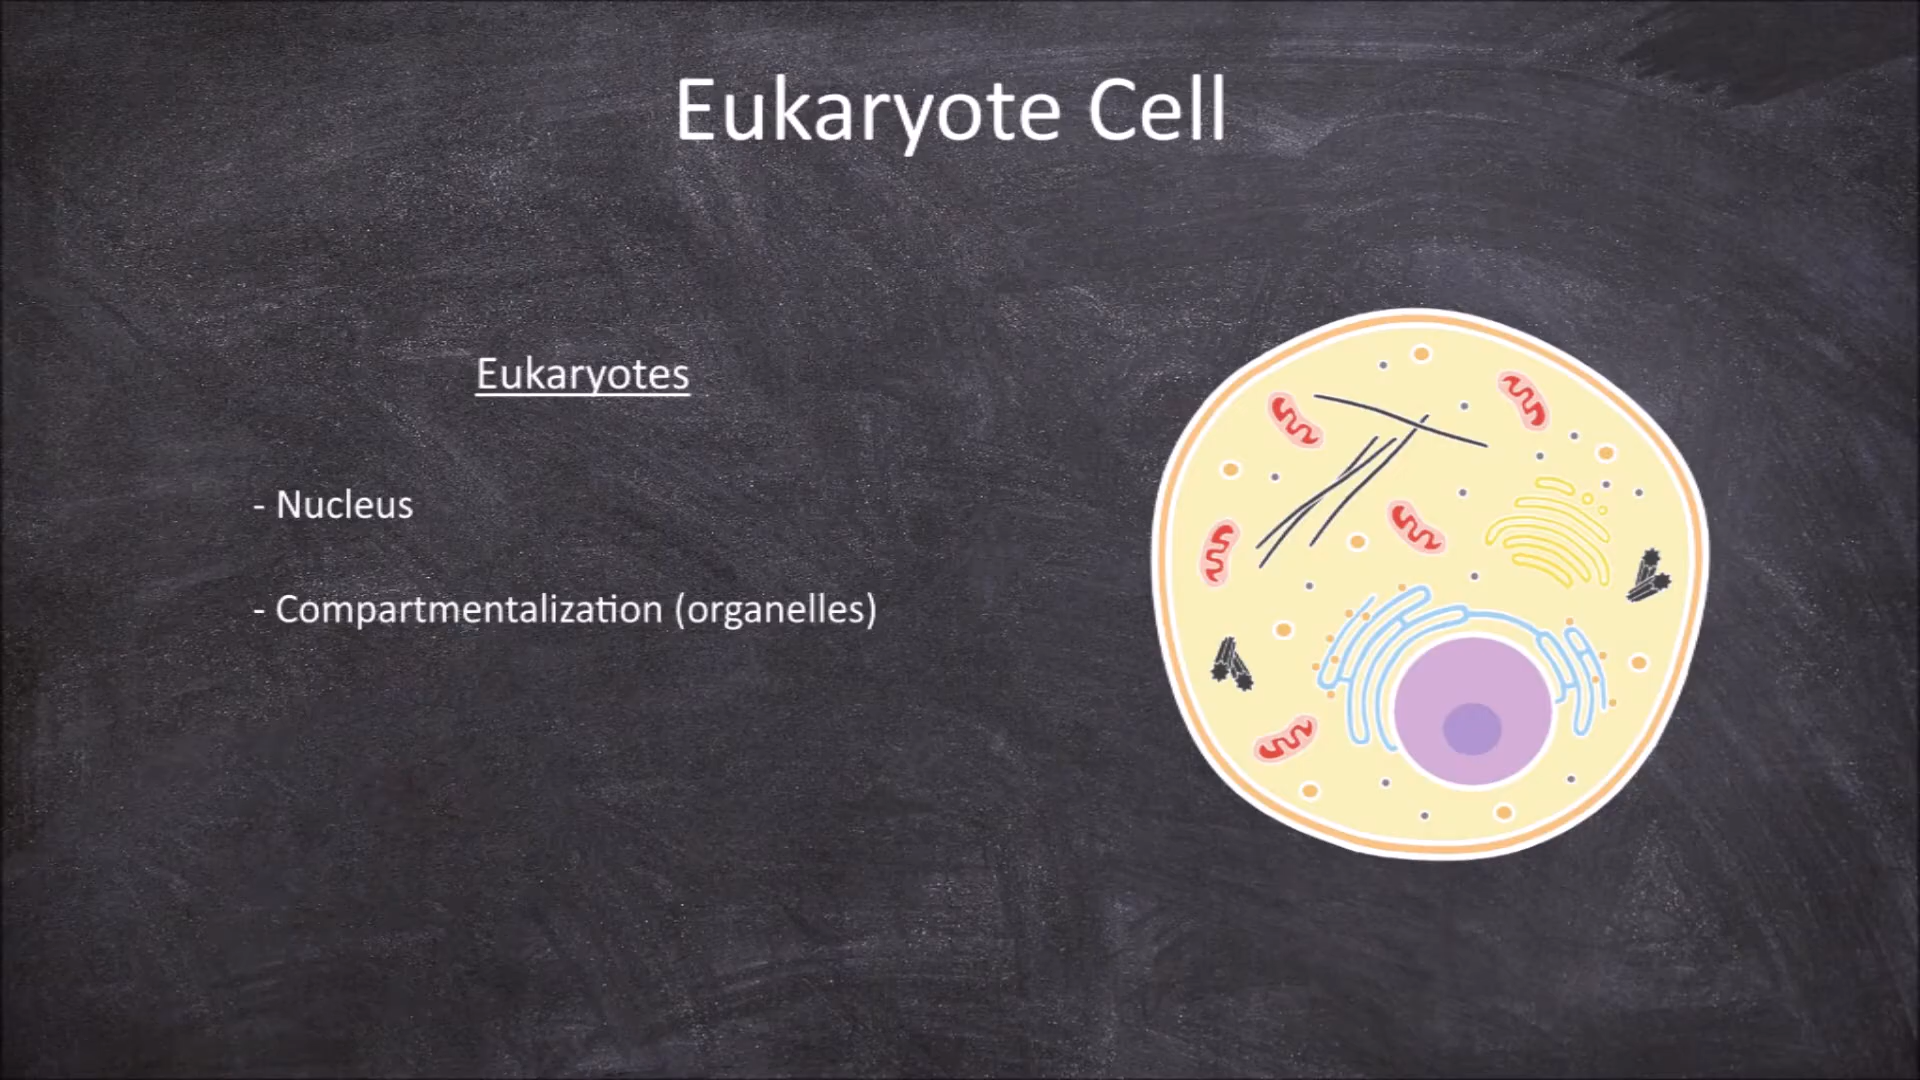 Eukaryote Cell
Eukaryotes
- Nucleus
- Compartmentalization (organelles)